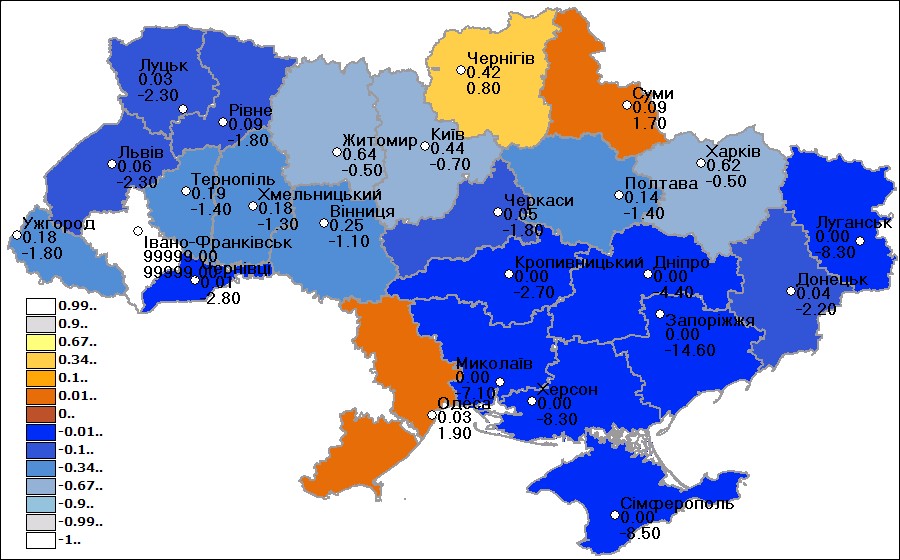 Чернігів
0.42
0.80
Луцьк
0.03
-2.30
Суми
0.09
1.70
Рівне
0.09
-1.80
Київ
0.44
-0.70
Житомир
0.64
-0.50
Харків
0.62
-0.50
Львів
0.06
-2.30
Тернопіль
0.19
-1.40
Хмельницький
0.18
-1.30
Полтава
0.14
-1.40
Вінниця
0.25
-1.10
Черкаси
0.05
-1.80
Ужгород
0.18
-1.80
Луганськ
0.00
-8.30
Івано-Франківськ
99999.00
99999.00
Чернівці
0.01
-2.80
Кропивницький
0.00
-2.70
Дніпро
0.00
-4.40
Донецьк
0.04
-2.20
Запоріжжя
0.00
-14.60
Миколаїв
0.00
-7.10
Херсон
0.00
-8.30
Одеса
0.03
1.90
Сімферополь
0.00
-8.50
0.99..
0.9..
0.67..
0.34..
0.1..
0.01..
0..
-0.01..
-0.1..
-0.34..
-0.67..
-0.9..
-0.99..
-1..